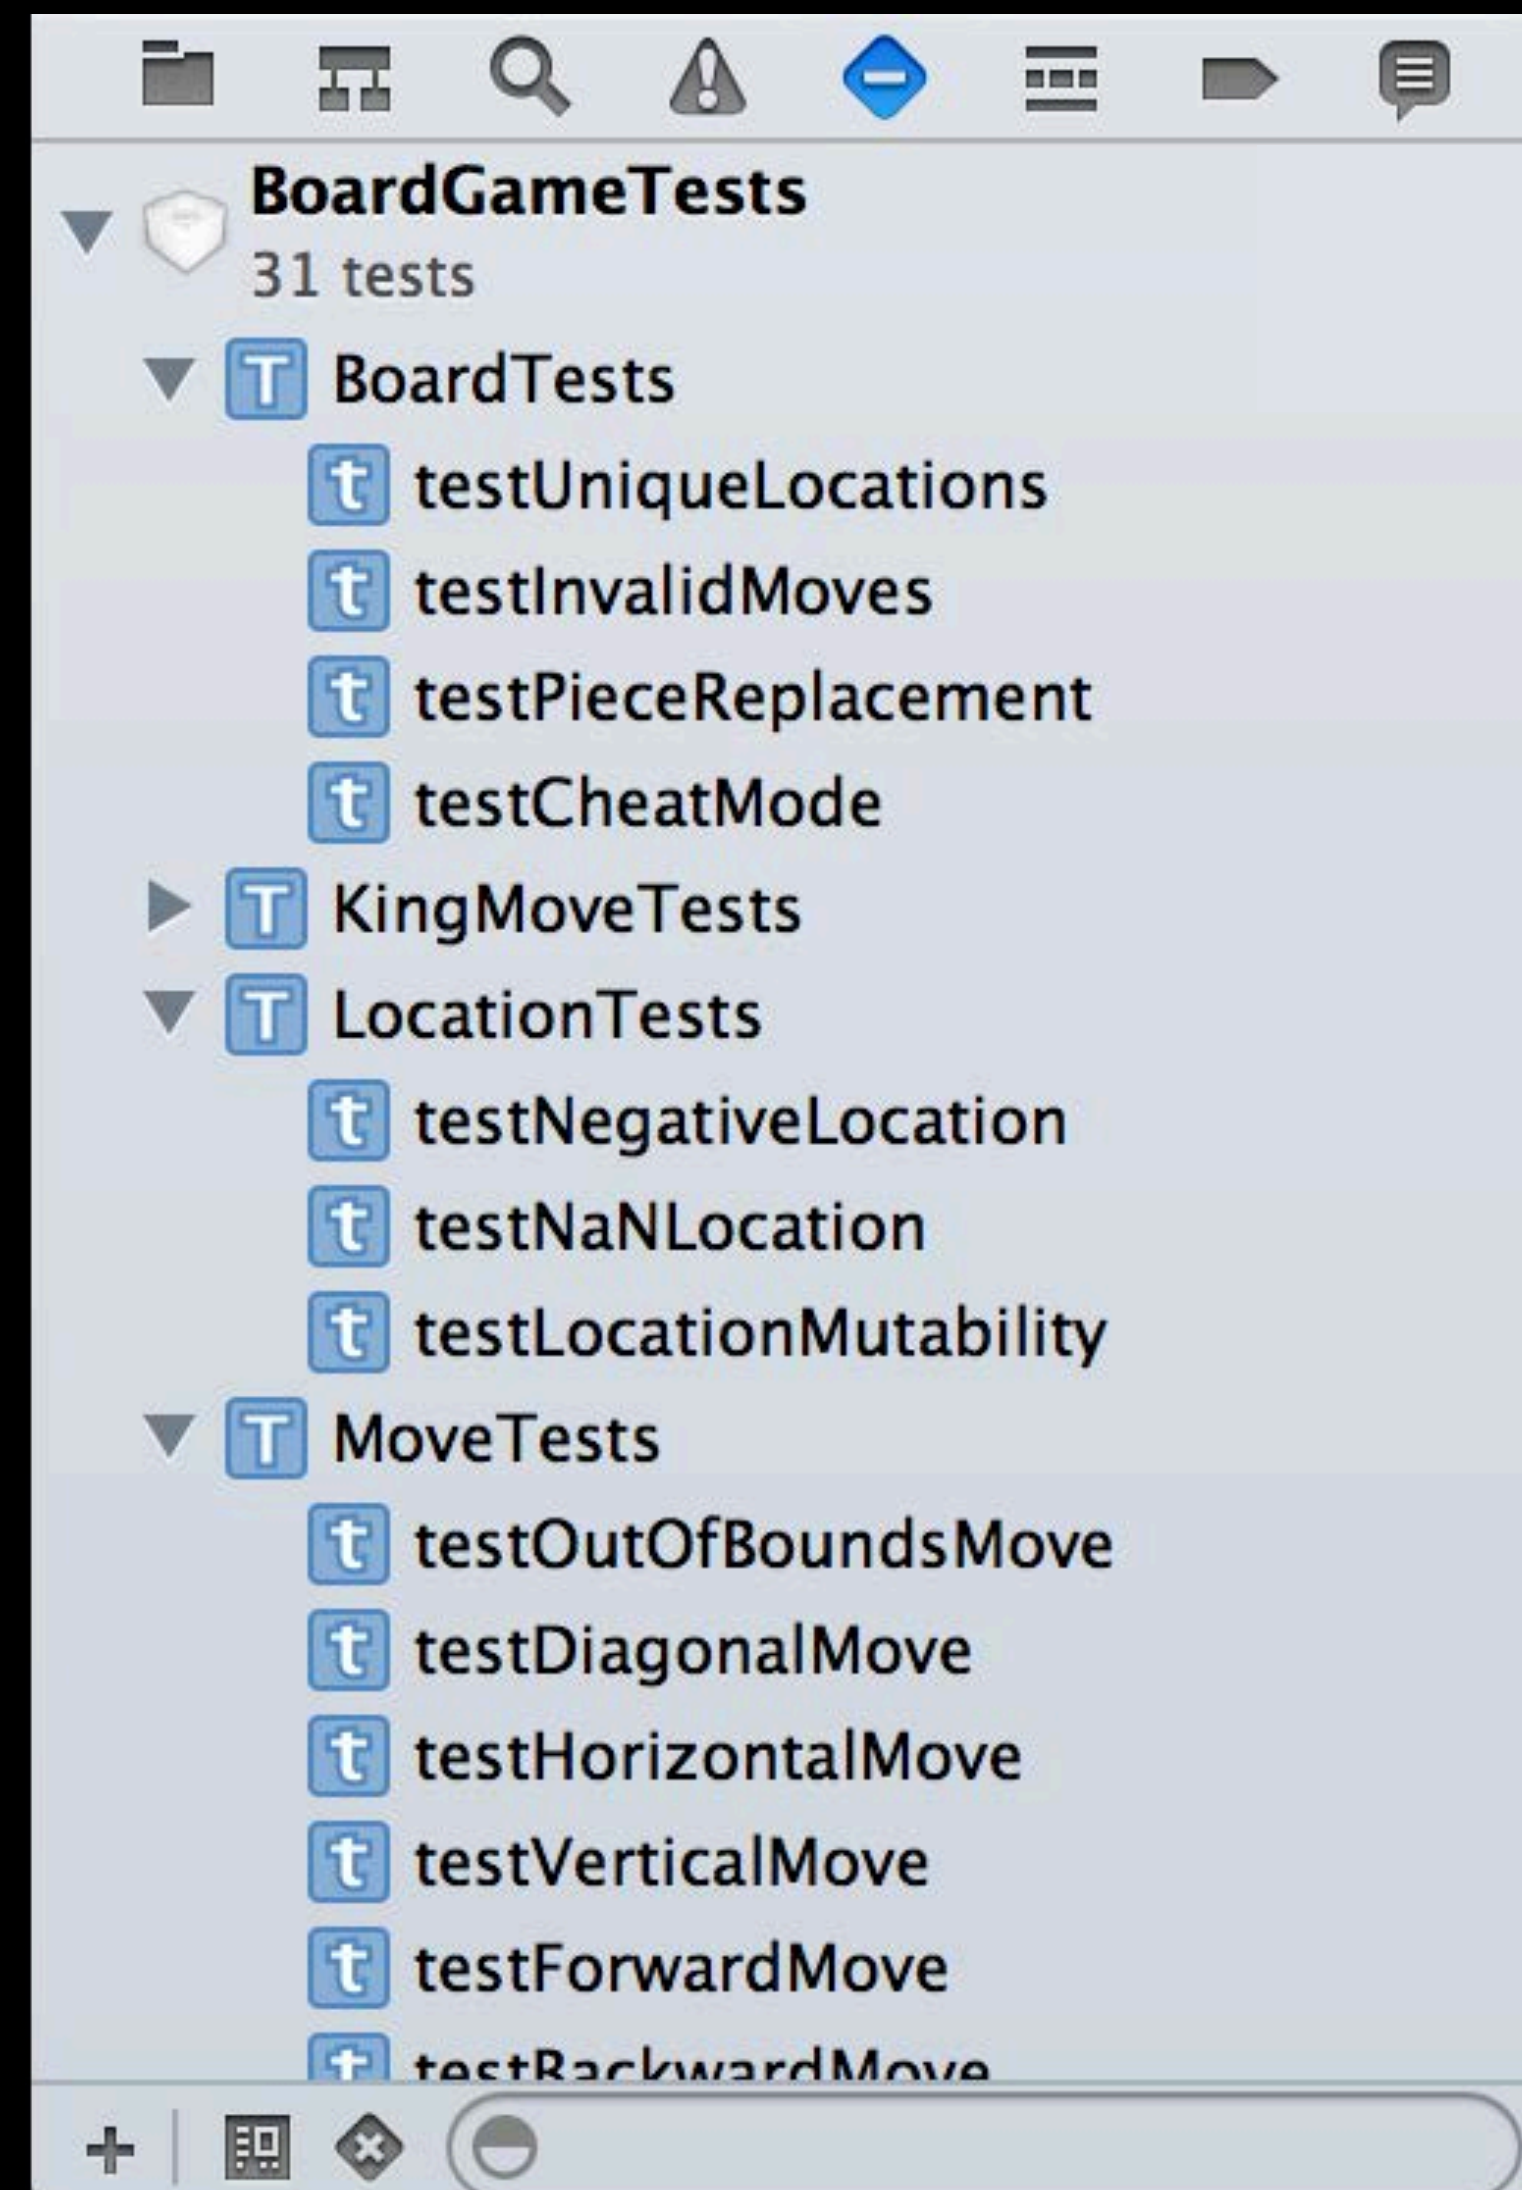 BoardGameTests
31 tests
T BoardTests
t testUniqueLocations
t testInvalidMoves
t testPieceReplacement
t testCheatMode
T KingMoveTests
T LocationTests
t testNegativeLocation
t testNaNLocation
t testLocationMutability
T MoveTests
t testOutOfBoundsMove
t testDiagonalMove
t testHorizontalMove
t testVerticalMove
t testForwardMove
t testBackwardMove